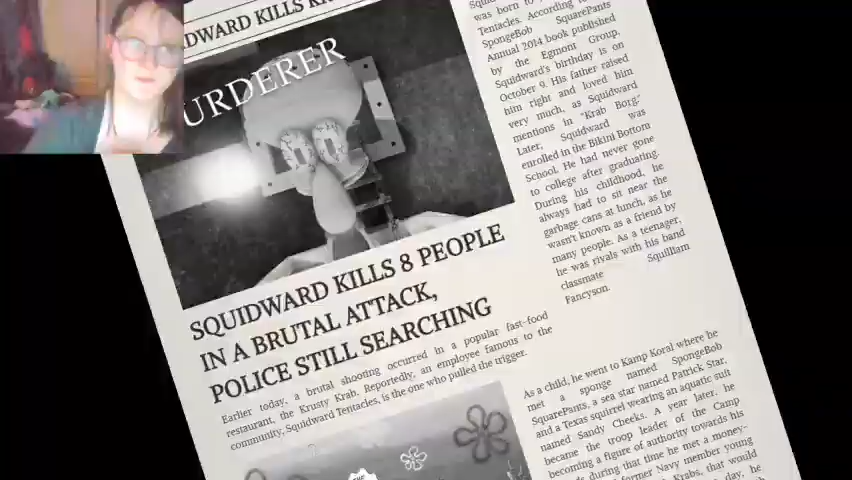 SQUIDWARD KILLS
MURDERER
was born to
Tentacles. According to
SpongeBob SquarePants
Annual 2014 book published
by the Egmont Group,
Squidward's birthday is on
October 9. His father raised
him right and loved him
very much, as Squidward
mentions in "Krab Borg."
Later, Squidward was
enrolled in the Bikini Bottom
School. He had never gone
to college after graduating.
During his childhood, he
always had to sit near the
garbage cans at lunch, as he
wasn't known as a friend by
many people. As a teenager,
he was rivals with his band
classmate Squilliam
Fancyson.
SQUIDWARD KILLS 8 PEOPLE
IN A BRUTAL ATTACK,
POLICE STILL SEARCHING
Earlier today, a brutal shooting occurred in a popular fast-food
restaurant, the Krusty Krab. Reportedly, an employee famous to the
community, Squidward Tentacles, is the one who pulled the trigger.
As a child, he went to Kamp Koral where he
met a sponge named SpongeBob
SquarePants, a sea star named Patrick Star,
and a Texas squirrel wearing an aquatic suit
named Sandy Cheeks. A year later, he
became the troop leader of the Camp
becoming a figure of authority towards his
during that time he met a money-
former Navy member young
Krabs, that would
day, he
THE